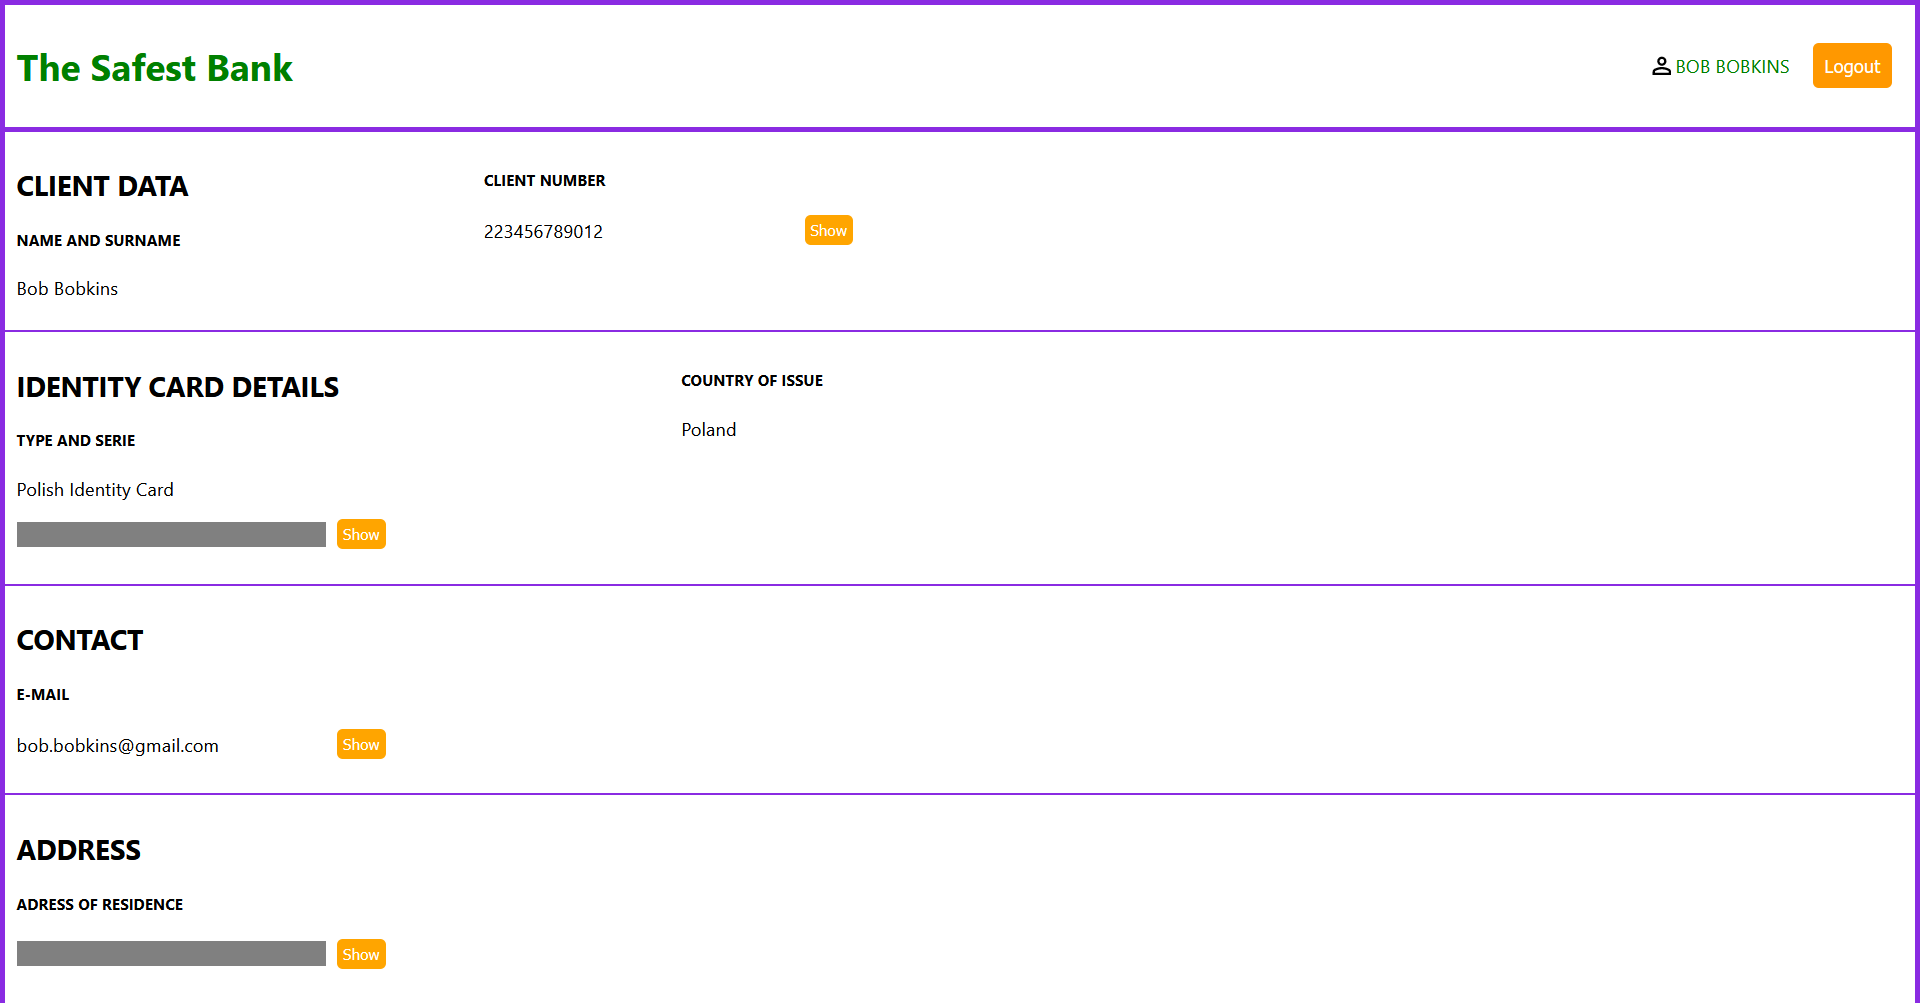 The Safest Bank
BOB BOBKINS
Logout
CLIENT DATA
NAME AND SURNAME
Bob Bobkins
CLIENT NUMBER
223456789012
Show
IDENTITY CARD DETAILS
TYPE AND SERIE
Polish Identity Card
Show
COUNTRY OF ISSUE
Poland
CONTACT
E-MAIL
bob.bobkins@gmail.com
Show
ADDRESS
ADRESS OF RESIDENCE
Show